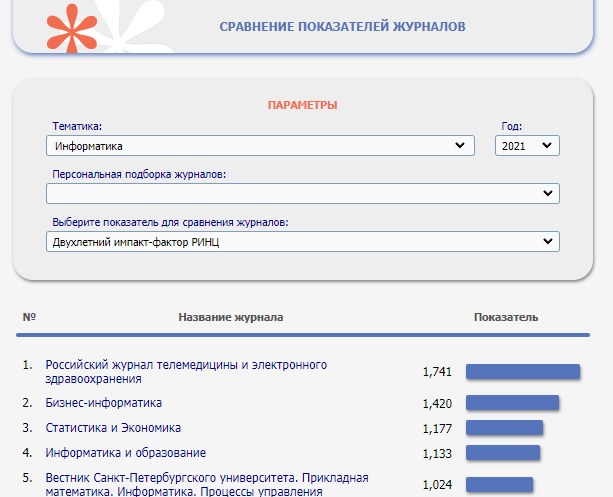 СРАВНЕНИЕ ПОКАЗАТЕЛЕЙ ЖУРНАЛОВ
ПАРАМЕТРЫ
Тематика: Год:
Информатика 2021
Персональная подборка журналов:
Выберите показатель для сравнения журналов:
Двухлетний импакт-фактор РИНЦ
№ Название журнала Показатель
1. Российский журнал телемедицины и электронного
здравоохранения 1,741
2. Бизнес-информатика 1,420
3. Статистика и Экономика 1,177
4. Информатика и образование 1,133
5. Вестник Санкт-Петербургского университета. Прикладная
математика. Информатика. Процессы управления 1,024